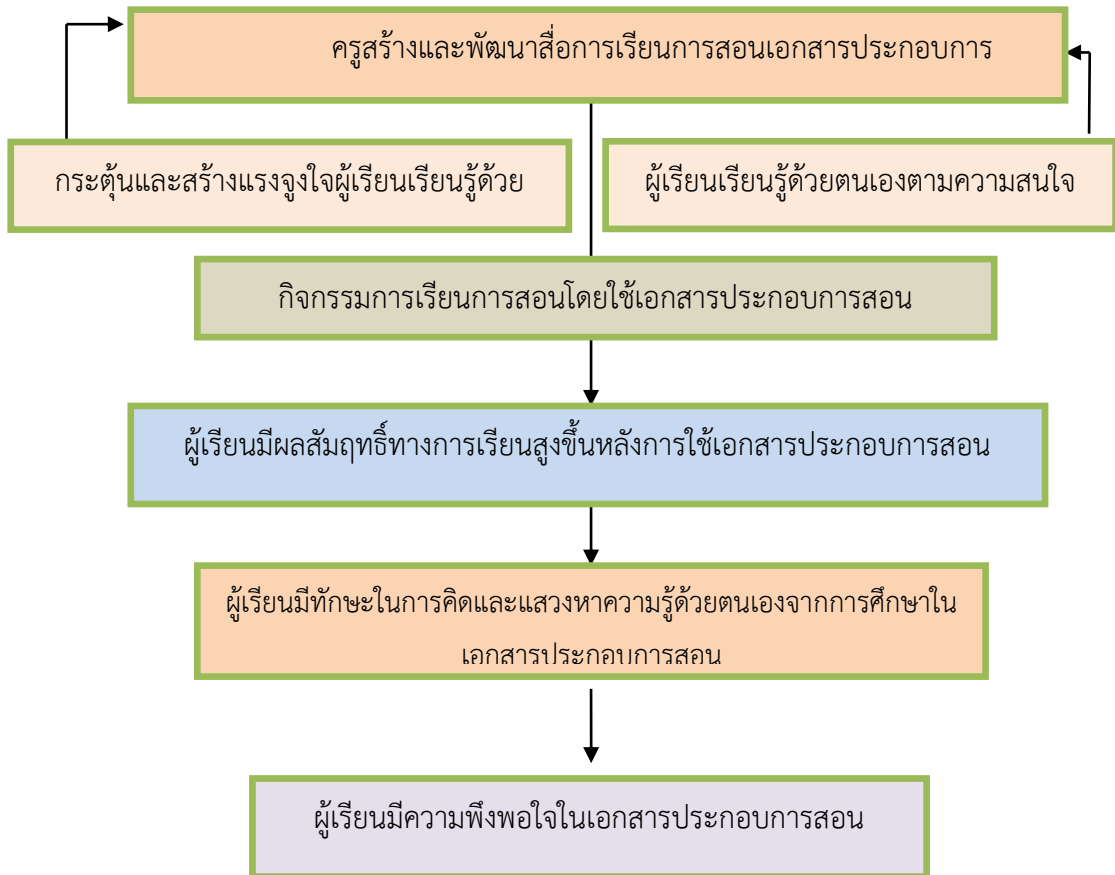 ครูสร้างและพัฒนาสื่อการเรียนการสอนเอกสารประกอบการ
กระตุ้นและสร้างแรงจูงใจผู้เรียนเรียนรู้ด้วย
ผู้เรียนเรียนรู้ด้วยตนเองตามความสนใจ
กิจกรรมการเรียนการสอนโดยใช้เอกสารประกอบการสอน
ผู้เรียนมีผลสัมฤทธิ์ทางการเรียนสูงขึ้นหลังการใช้เอกสารประกอบการสอน
ผู้เรียนมีทักษะในการคิดและแสวงหาความรู้ด้วยตนเองจากการศึกษาใน
เอกสารประกอบการสอน
ผู้เรียนมีความพึงพอใจในเอกสารประกอบการสอน